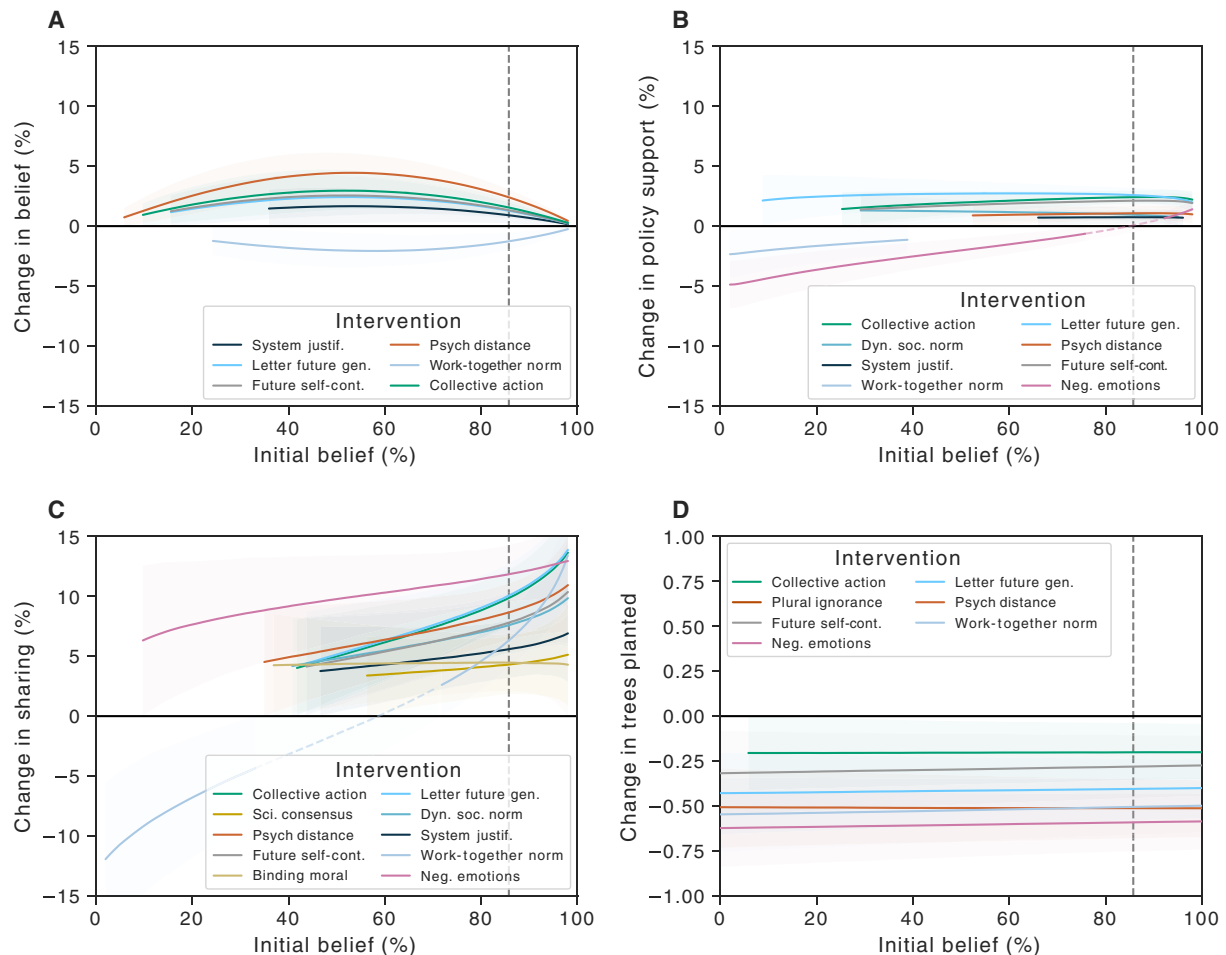 A
Change in belief (%)
15
10
5
0
−5
−10
−15
Intervention
System justif.
Psych distance
Letter future gen.
Work-together norm
Future self-cont.
Collective action
0 20 40 60 80 100
Initial belief (%)
B
Change in policy support (%)
15
10
5
0
−5
−10
−15
Intervention
Collective action
Letter future gen.
Dyn. soc. norm
Psych distance
System justif.
Future self-cont.
Work-together norm
Neg. emotions
0 20 40 60 80 100
Initial belief (%)
C
Change in sharing (%)
15
10
5
0
−5
−10
−15
Intervention
Collective action
Letter future gen.
Sci. consensus
Dyn. soc. norm
Psych distance
System justif.
Future self-cont.
Work-together norm
Binding moral
Neg. emotions
0 20 40 60 80 100
Initial belief (%)
D
Change in trees planted
1.00
0.75
0.50
0.25
0.00
−0.25
−0.50
−0.75
−1.00
Intervention
Collective action
Letter future gen.
Plural ignorance
Psych distance
Future self-cont.
Work-together norm
Neg. emotions
0 20 40 60 80 100
Initial belief (%)